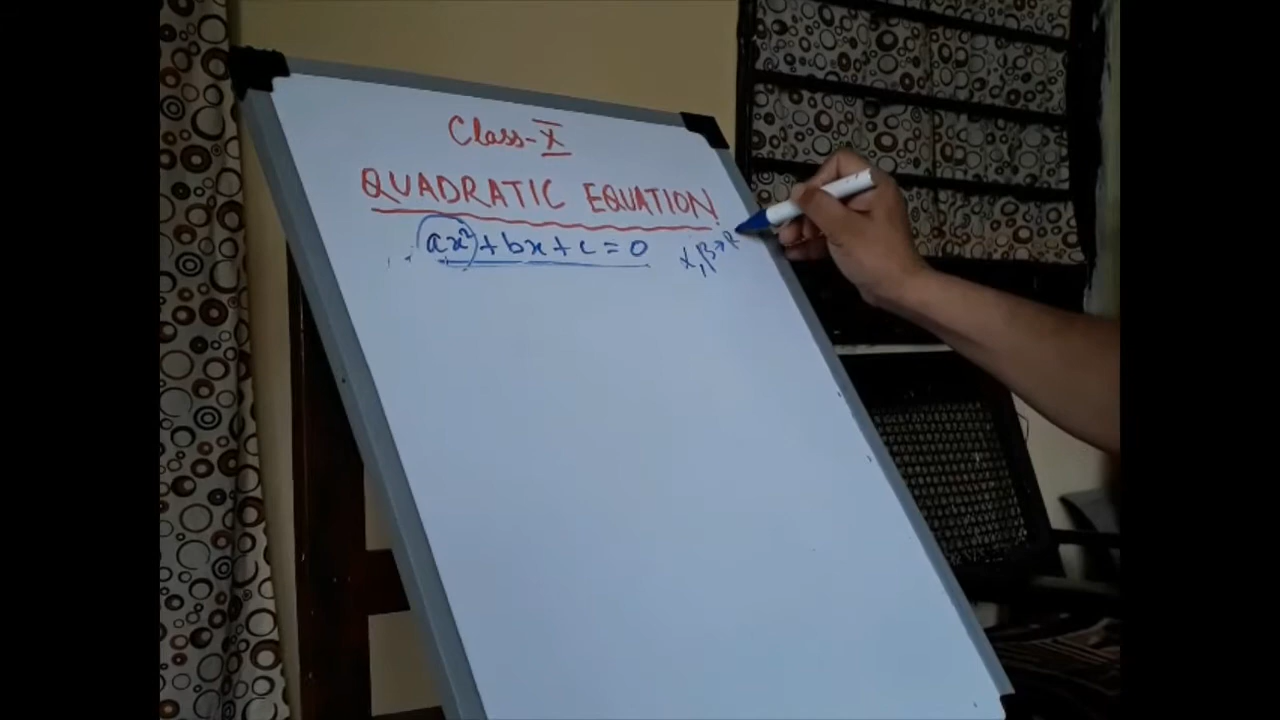 Class-X
QUADRATIC EQUATION
ax²+bx+c=0
α,β→R